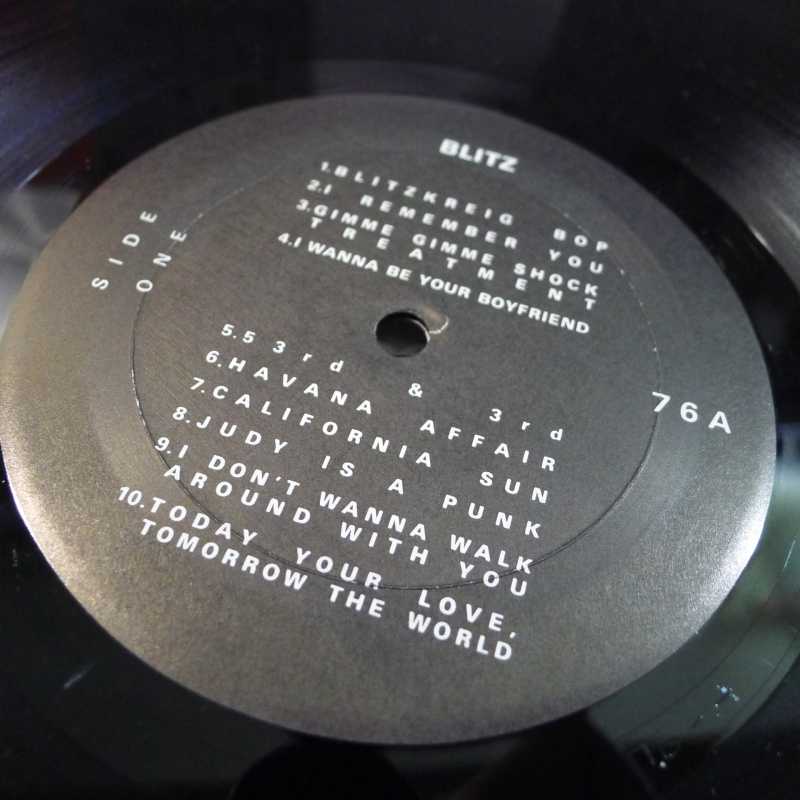 BLITZ
1.BLITZKREIG BOP
2.I REMEMBER YOU
3.GIMME GIMME SHOCK
TREATMENT
4.I WANNA BE YOUR BOYFRIEND
SIDE
ONE
76A
5.5 3rd & 3rd
6.HAVANA AFFAIR
7.CALIFORNIA SUN
8.JUDY IS A PUNK
9.I DON'T WANNA WALK
AROUND WITH YOU
10.TODAY YOUR LOVE,
TOMORROW THE WORLD